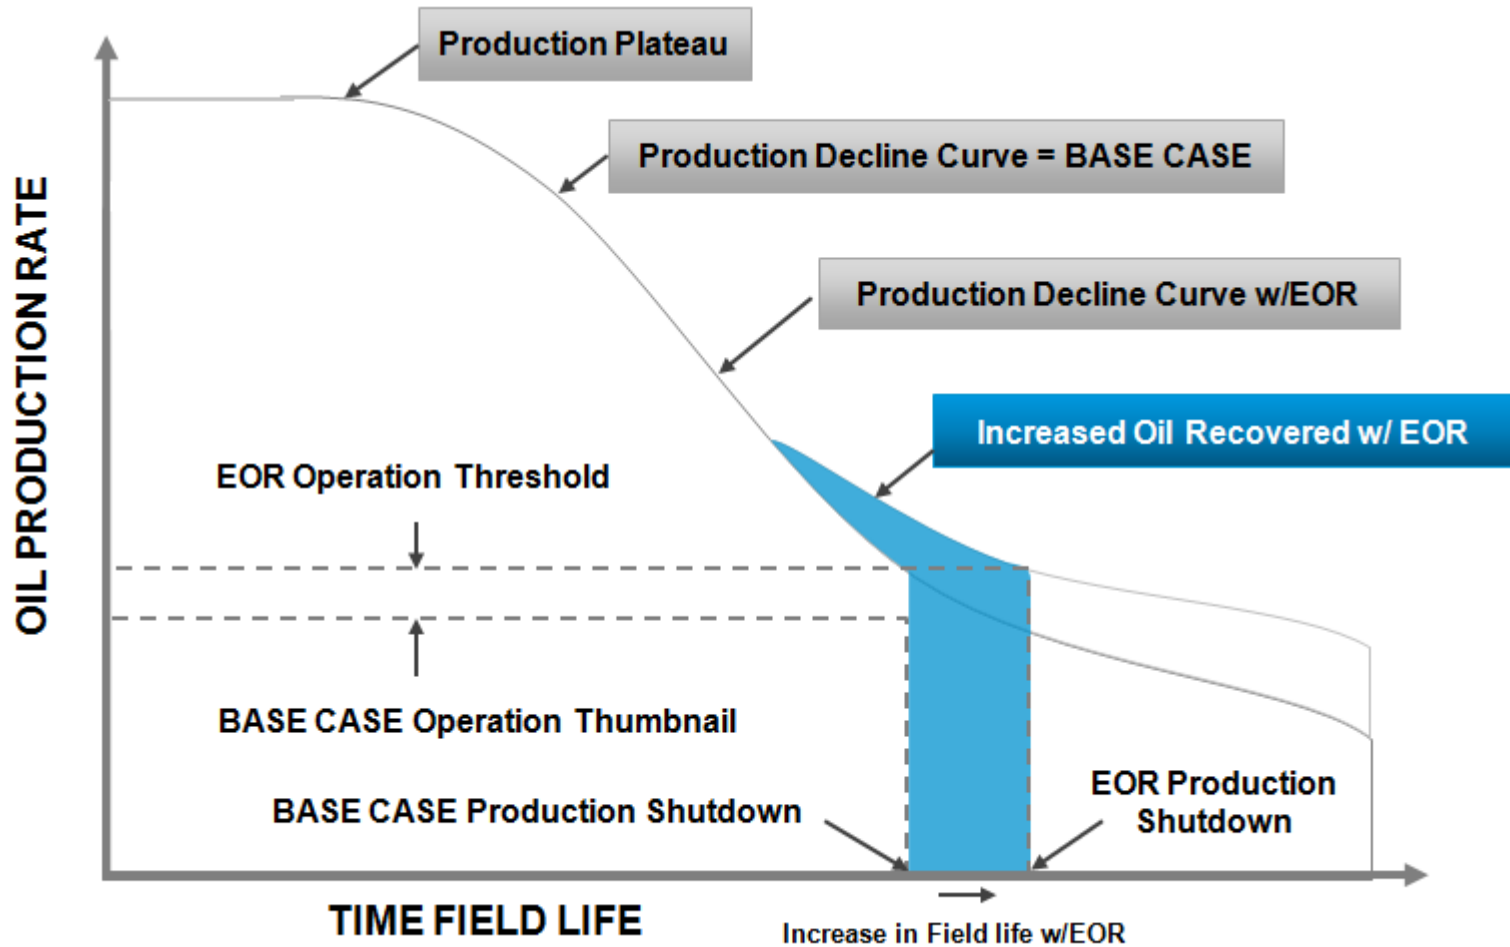 Production Plateau
Production Decline Curve = BASE CASE
Production Decline Curve w/EOR
Increased Oil Recovered w/ EOR
OIL PRODUCTION RATE
EOR Operation Threshold
BASE CASE Operation Thumbnail
BASE CASE Production Shutdown
EOR Production
Shutdown
TIME FIELD LIFE
Increase in Field life w/EOR